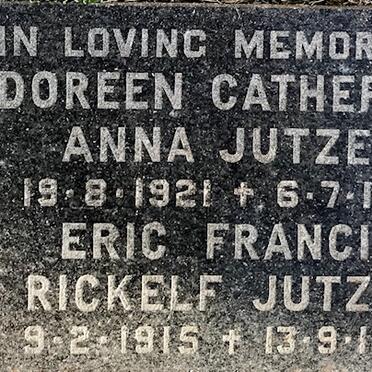 IN LOVING MEMOR
DOREEN CATHER
ANNA JUTZE
19·8·1921 + 6·7·1
ERIC FRANCI
RICKELF JUTZ
9·2·1915 + 13·9·1